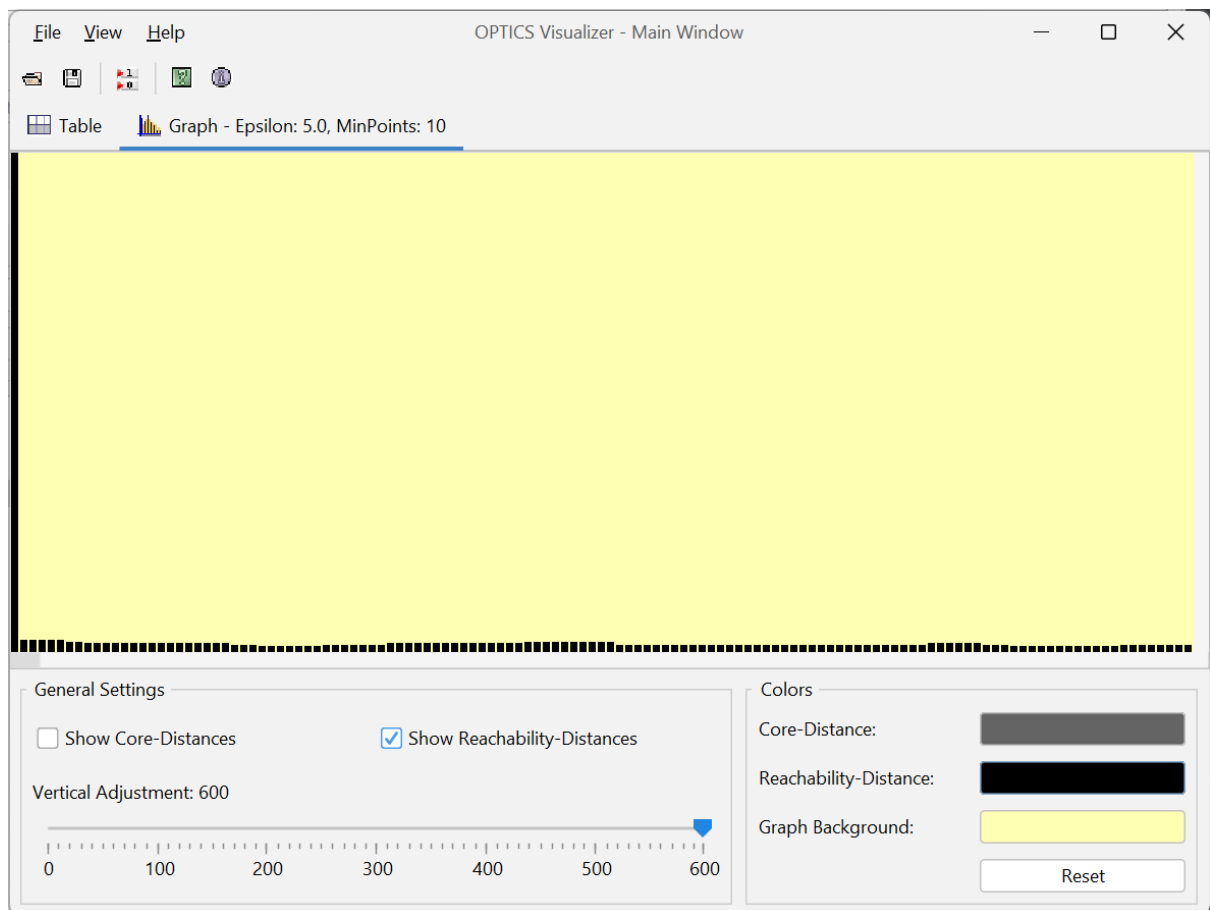 File View Help OPTICS Visualizer - Main Window
Table Graph - Epsilon: 5.0, MinPoints: 10
General Settings
Show Core-Distances Show Reachability-Distances
Vertical Adjustment: 600
0 100 200 300 400 500 600
Colors
Core-Distance:
Reachability-Distance:
Graph Background:
Reset